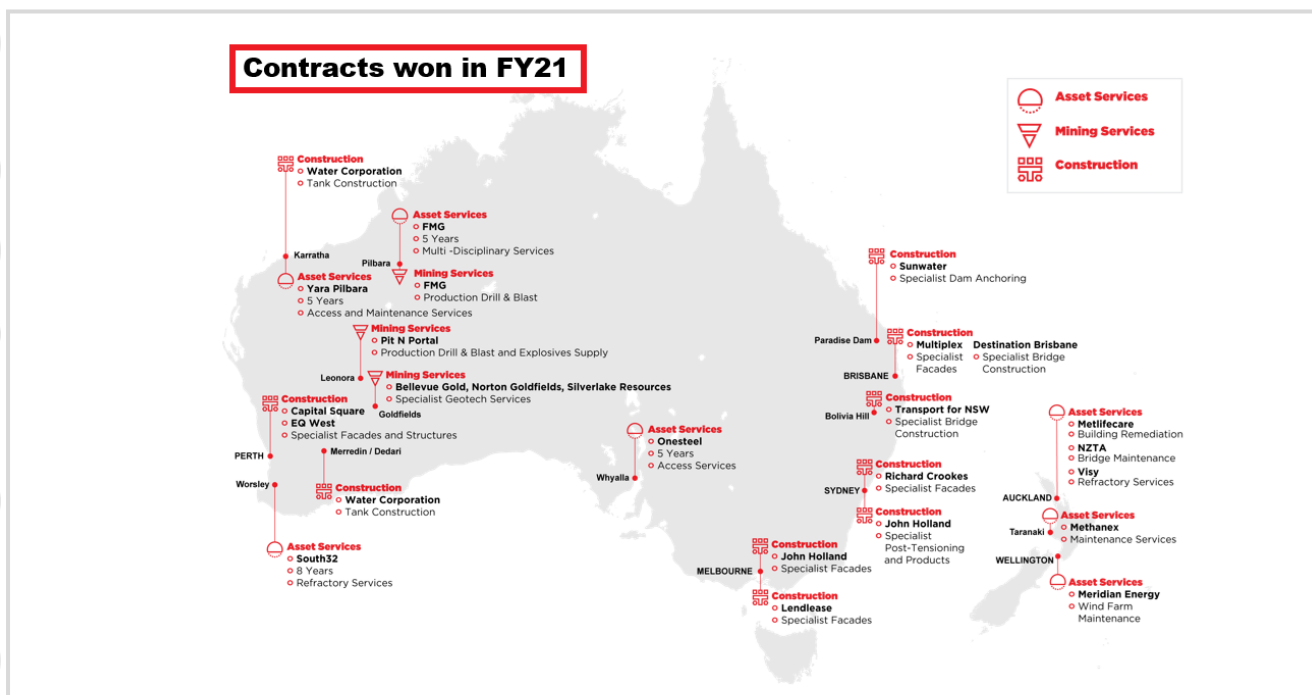 Contracts won in FY21
Asset Services
Mining Services
Construction
Construction
Water Corporation
Tank Construction
Karratha
Asset Services
Yara Pilbara
5 Years
Access and Maintenance Services
Asset Services
FMG
5 Years
Multi -Disciplinary Services
Pilbara
Mining Services
FMG
Production Drill & Blast
Mining Services
Pit N Portal
Production Drill & Blast and Explosives Supply
Leonora
Mining Services
Bellevue Gold, Norton Goldfields, Silverlake Resources
Specialist Geotech Services
Goldfields
Construction
Capital Square
EQ West
Specialist Facades and Structures
PERTH
Merredin / Dedari
Construction
Water Corporation
Tank Construction
Worsley
Asset Services
South32
8 Years
Refractory Services
Asset Services
Onesteel
5 Years
Access Services
Whyalla
Construction
Sunwater
Specialist Dam Anchoring
Paradise Dam
Construction
Multiplex
Specialist
Facades
Destination Brisbane
Specialist Bridge
Construction
BRISBANE
Construction
Transport for NSW
Specialist Bridge
Construction
Bolivia Hill
Construction
Richard Crookes
Specialist Facades
SYDNEY
Construction
John Holland
Specialist
Post-Tensioning
and Products
Construction
John Holland
Specialist Facades
MELBOURNE
Construction
Lendlease
Specialist Facades
Asset Services
Metlifecare
Building Remediation
NZTA
Bridge Maintenance
Visy
Refractory Services
AUCKLAND
Asset Services
Methanex
Maintenance Services
Taranaki
WELLINGTON
Asset Services
Meridian Energy
Wind Farm
Maintenance